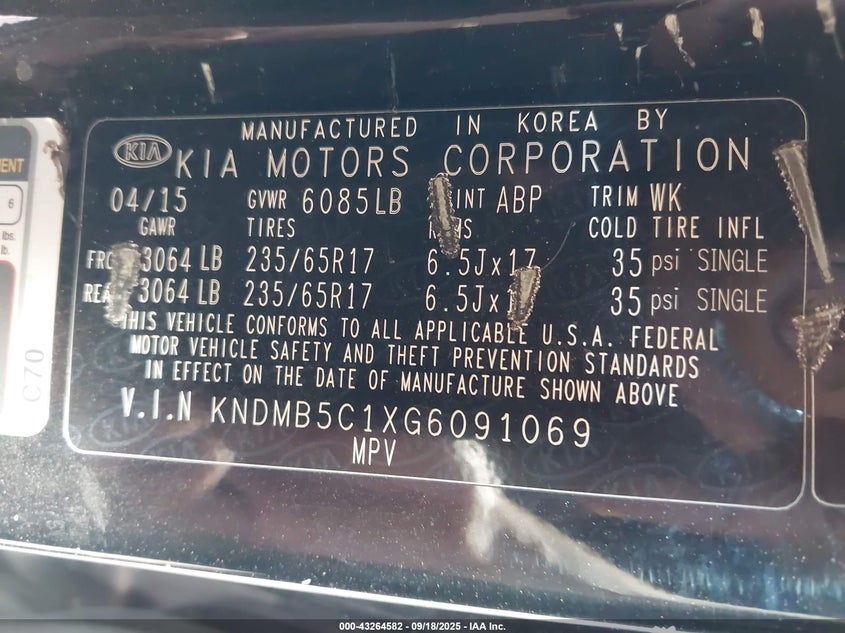 MANUFACTURED IN KOREA BY
KIA KIA MOTORS CORPORATION
04/15 GVWR 6085LB ABP TRIM WK
GAWR TIRES COLD TIRE INFL
3064 LB 235/65R17 6.5Jx17 35 psi SINGLE
3064 LB 235/65R17 35 psi SINGLE
THIS VEHICLE CONFORMS TO ALL APPLICABLE U.S.A. FEDERAL
MOTOR VEHICLE SAFETY AND THEFT PREVENTION STANDARDS
IN EFFECT ON THE DATE OF MANUFACTURE SHOWN ABOVE
V.I.N KNDMB5C1XG6091069
MPV
6
lbs.
lb.
C70
000-43264582 - 09/18/2025 - IAA Inc.